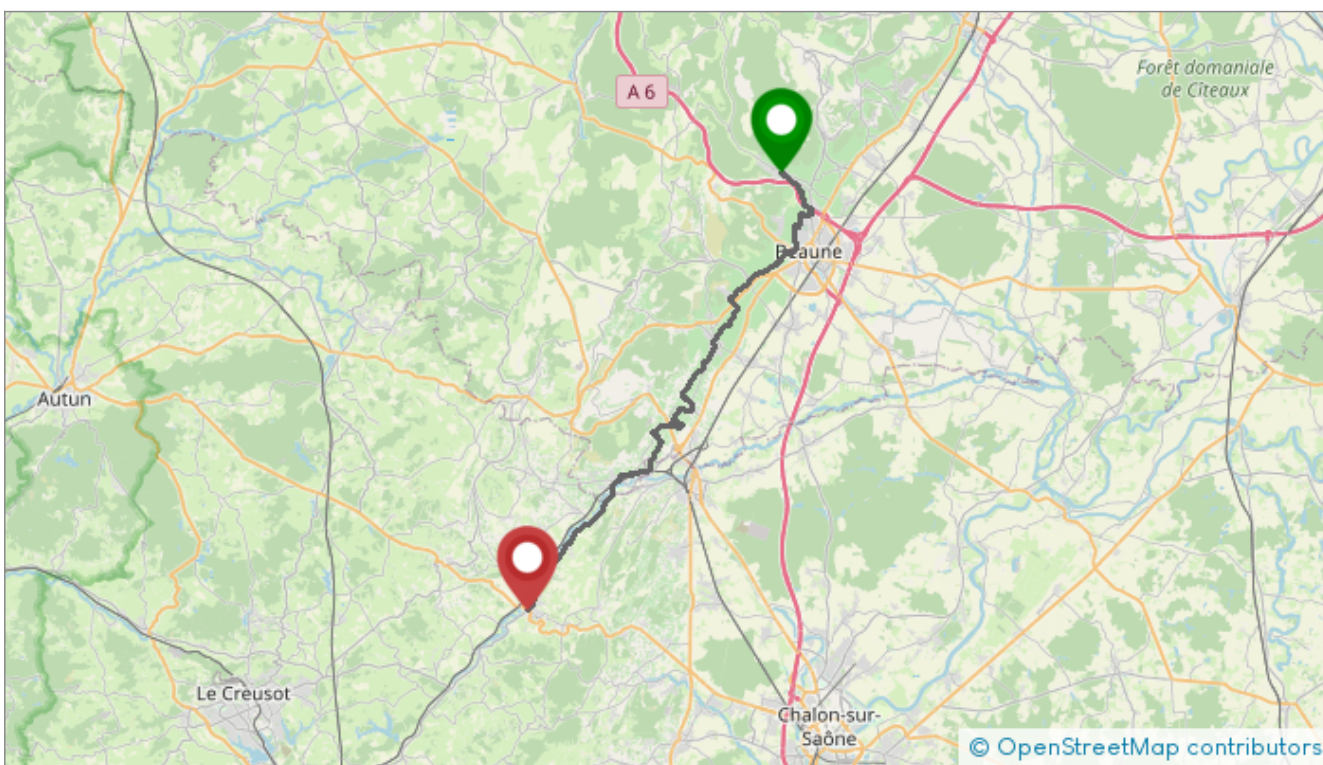 A 6
Forêt domaniale
de Cîteaux
Beaune
Autun
Le Creusot
Chalon-sur-
Saône
© OpenStreetMap contributors